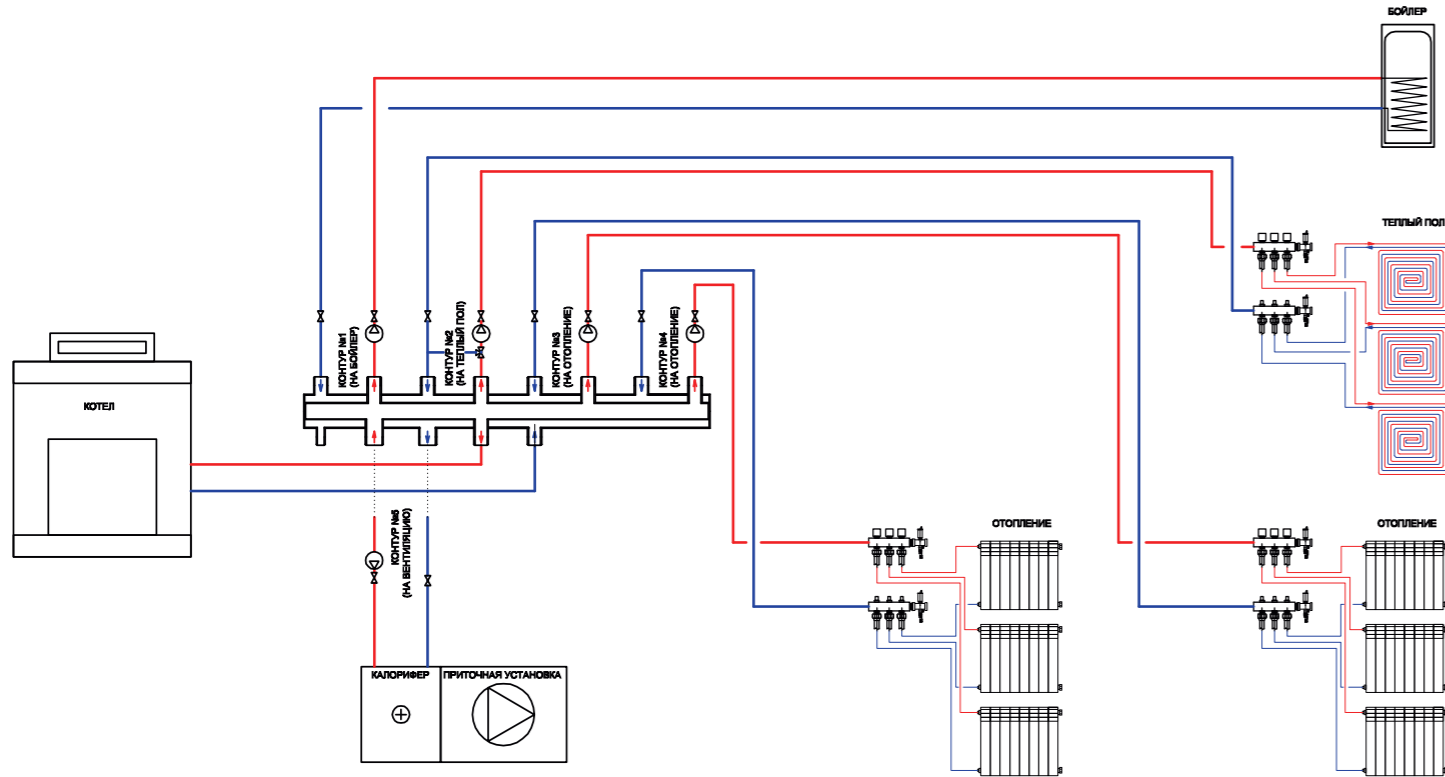 БОЙЛЕР
ТЕПЛЫЙ ПОЛ
КОНТУР №1
(НА БОЙЛЕР)
КОНТУР №2
(НА ТЕПЛЫЙ ПОЛ)
КОНТУР №3
(НА ОТОПЛЕНИЕ)
КОНТУР №4
(НА ОТОПЛЕНИЕ)
КОТЕЛ
КОНТУР №5
(НА ВЕНТИЛЯЦИЮ)
ОТОПЛЕНИЕ
ОТОПЛЕНИЕ
КАЛОРИФЕР
ПРИТОЧНАЯ УСТАНОВКА